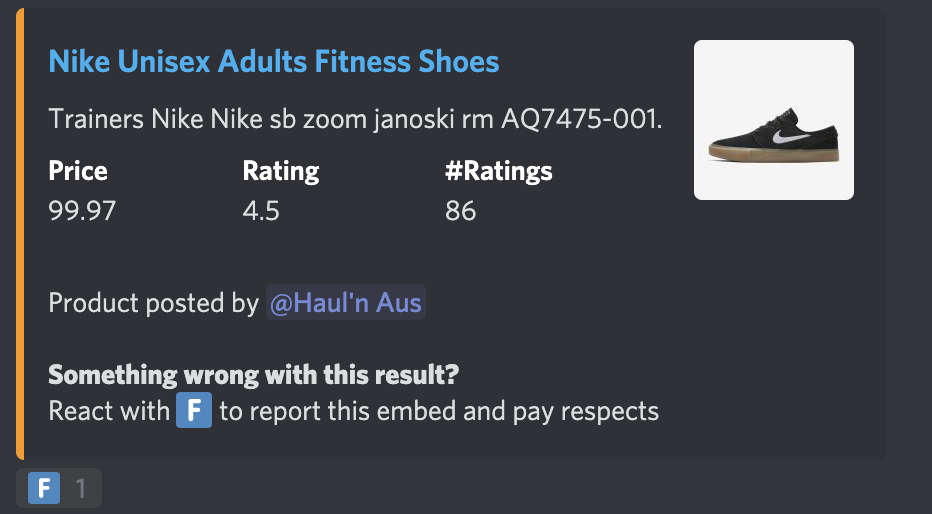 Nike Unisex Adults Fitness Shoes
Trainers Nike Nike sb zoom janoski rm AQ7475-001.
Price Rating #Ratings
99.97 4.5 86
Product posted by @Haul'n Aus
Something wrong with this result?
React with F to report this embed and pay respects
F 1